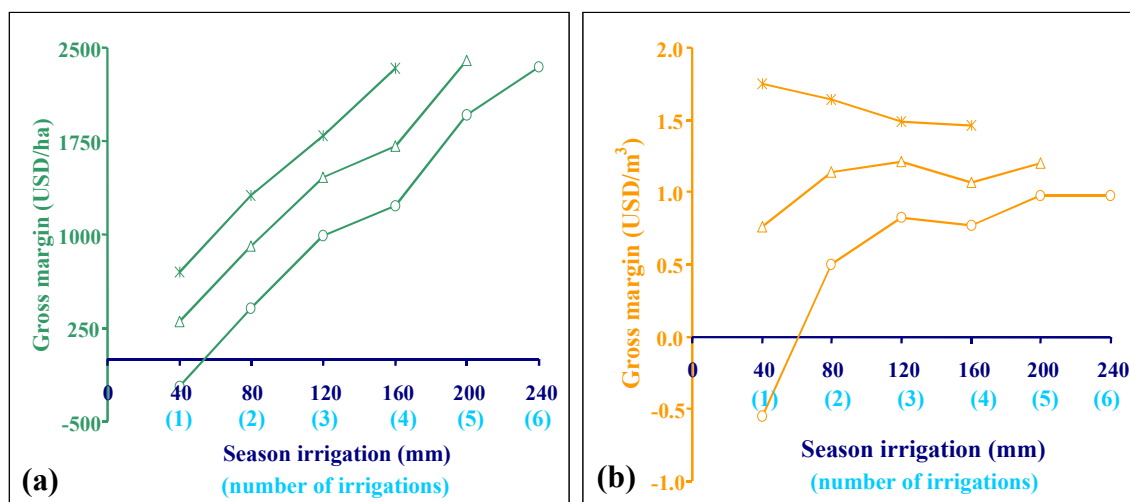 Gross margin (USD/ha)
2500
1750
1000
250
-500
0 40 80 120 160 200 240
(1) (2) (3) (4) (5) (6)
Season irrigation (mm)
(number of irrigations)
(a)
Gross margin (USD/m³)
2.0
1.5
1.0
0.5
0.0
-0.5
-1.0
0 40 80 120 160 200 240
(1) (2) (3) (4) (5) (6)
Season irrigation (mm)
(number of irrigations)
(b)